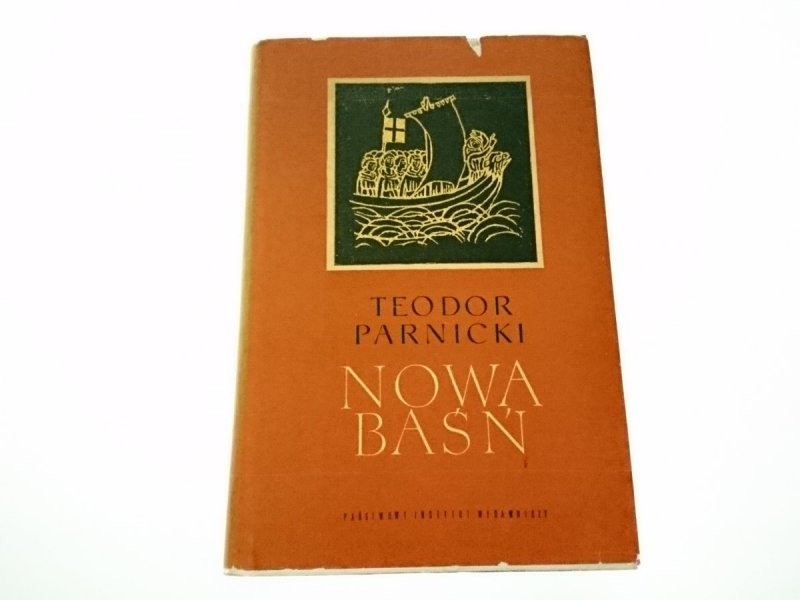 TEODOR
PARNICKI
NOWA
BAŚŃ
PAŃSTWOWY INSTYTUT WYDAWNICZY